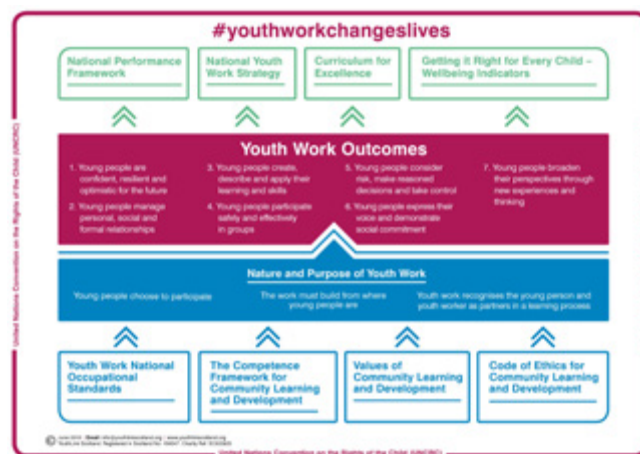 #youthworkchangeslives
National Performance
Framework
National Youth
Work Strategy
Curriculum for
Excellence
Getting it Right for Every Child –
Wellbeing Indicators
Youth Work Outcomes
1. Young people are
confident, resilient and
optimistic for the future
2. Young people manage
personal, social and
formal relationships
3. Young people create,
describe and apply their
learning and skills
4. Young people participate
safely and effectively
in groups
5. Young people consider
risk, make reasoned
decisions and take control
6. Young people express their
voice and demonstrate
social commitment
7. Young people broaden
their perspectives through
new experiences and
thinking
Nature and Purpose of Youth Work
Young people choose to participate
The work must build from where
young people are
Youth work recognises the young person and
youth worker as partners in a learning process
Youth Work National
Occupational
Standards
The Competence
Framework for
Community Learning
and Development
Values of
Community Learning
and Development
Code of Ethics for
Community Learning
and Development
United Nations Convention on the Rights of the Child (UNCRC)
United Nations Convention on the Rights of the Child (UNCRC)